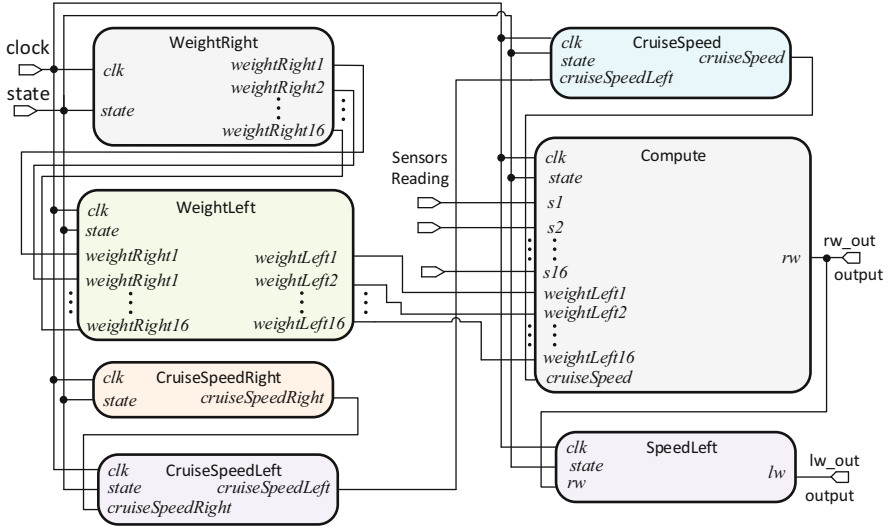 clock
state
WeightRight
clk
state
weightRight1
weightRight2
weightRight16
WeightLeft
clk
state
weightRight1
weightRight1
weightRight16
weightLeft1
weightLeft2
weightLeft16
CruiseSpeedRight
clk
state
cruiseSpeedRight
CruiseSpeedLeft
clk
state
cruiseSpeedRight
cruiseSpeedLeft
CruiseSpeed
clk
state
cruiseSpeedLeft
cruiseSpeed
Sensors
Reading
Compute
clk
state
s1
s2
s16
weightLeft1
weightLeft2
weightLeft16
cruiseSpeed
rw
rw_out
output
SpeedLeft
clk
state
rw
lw
lw_out
output